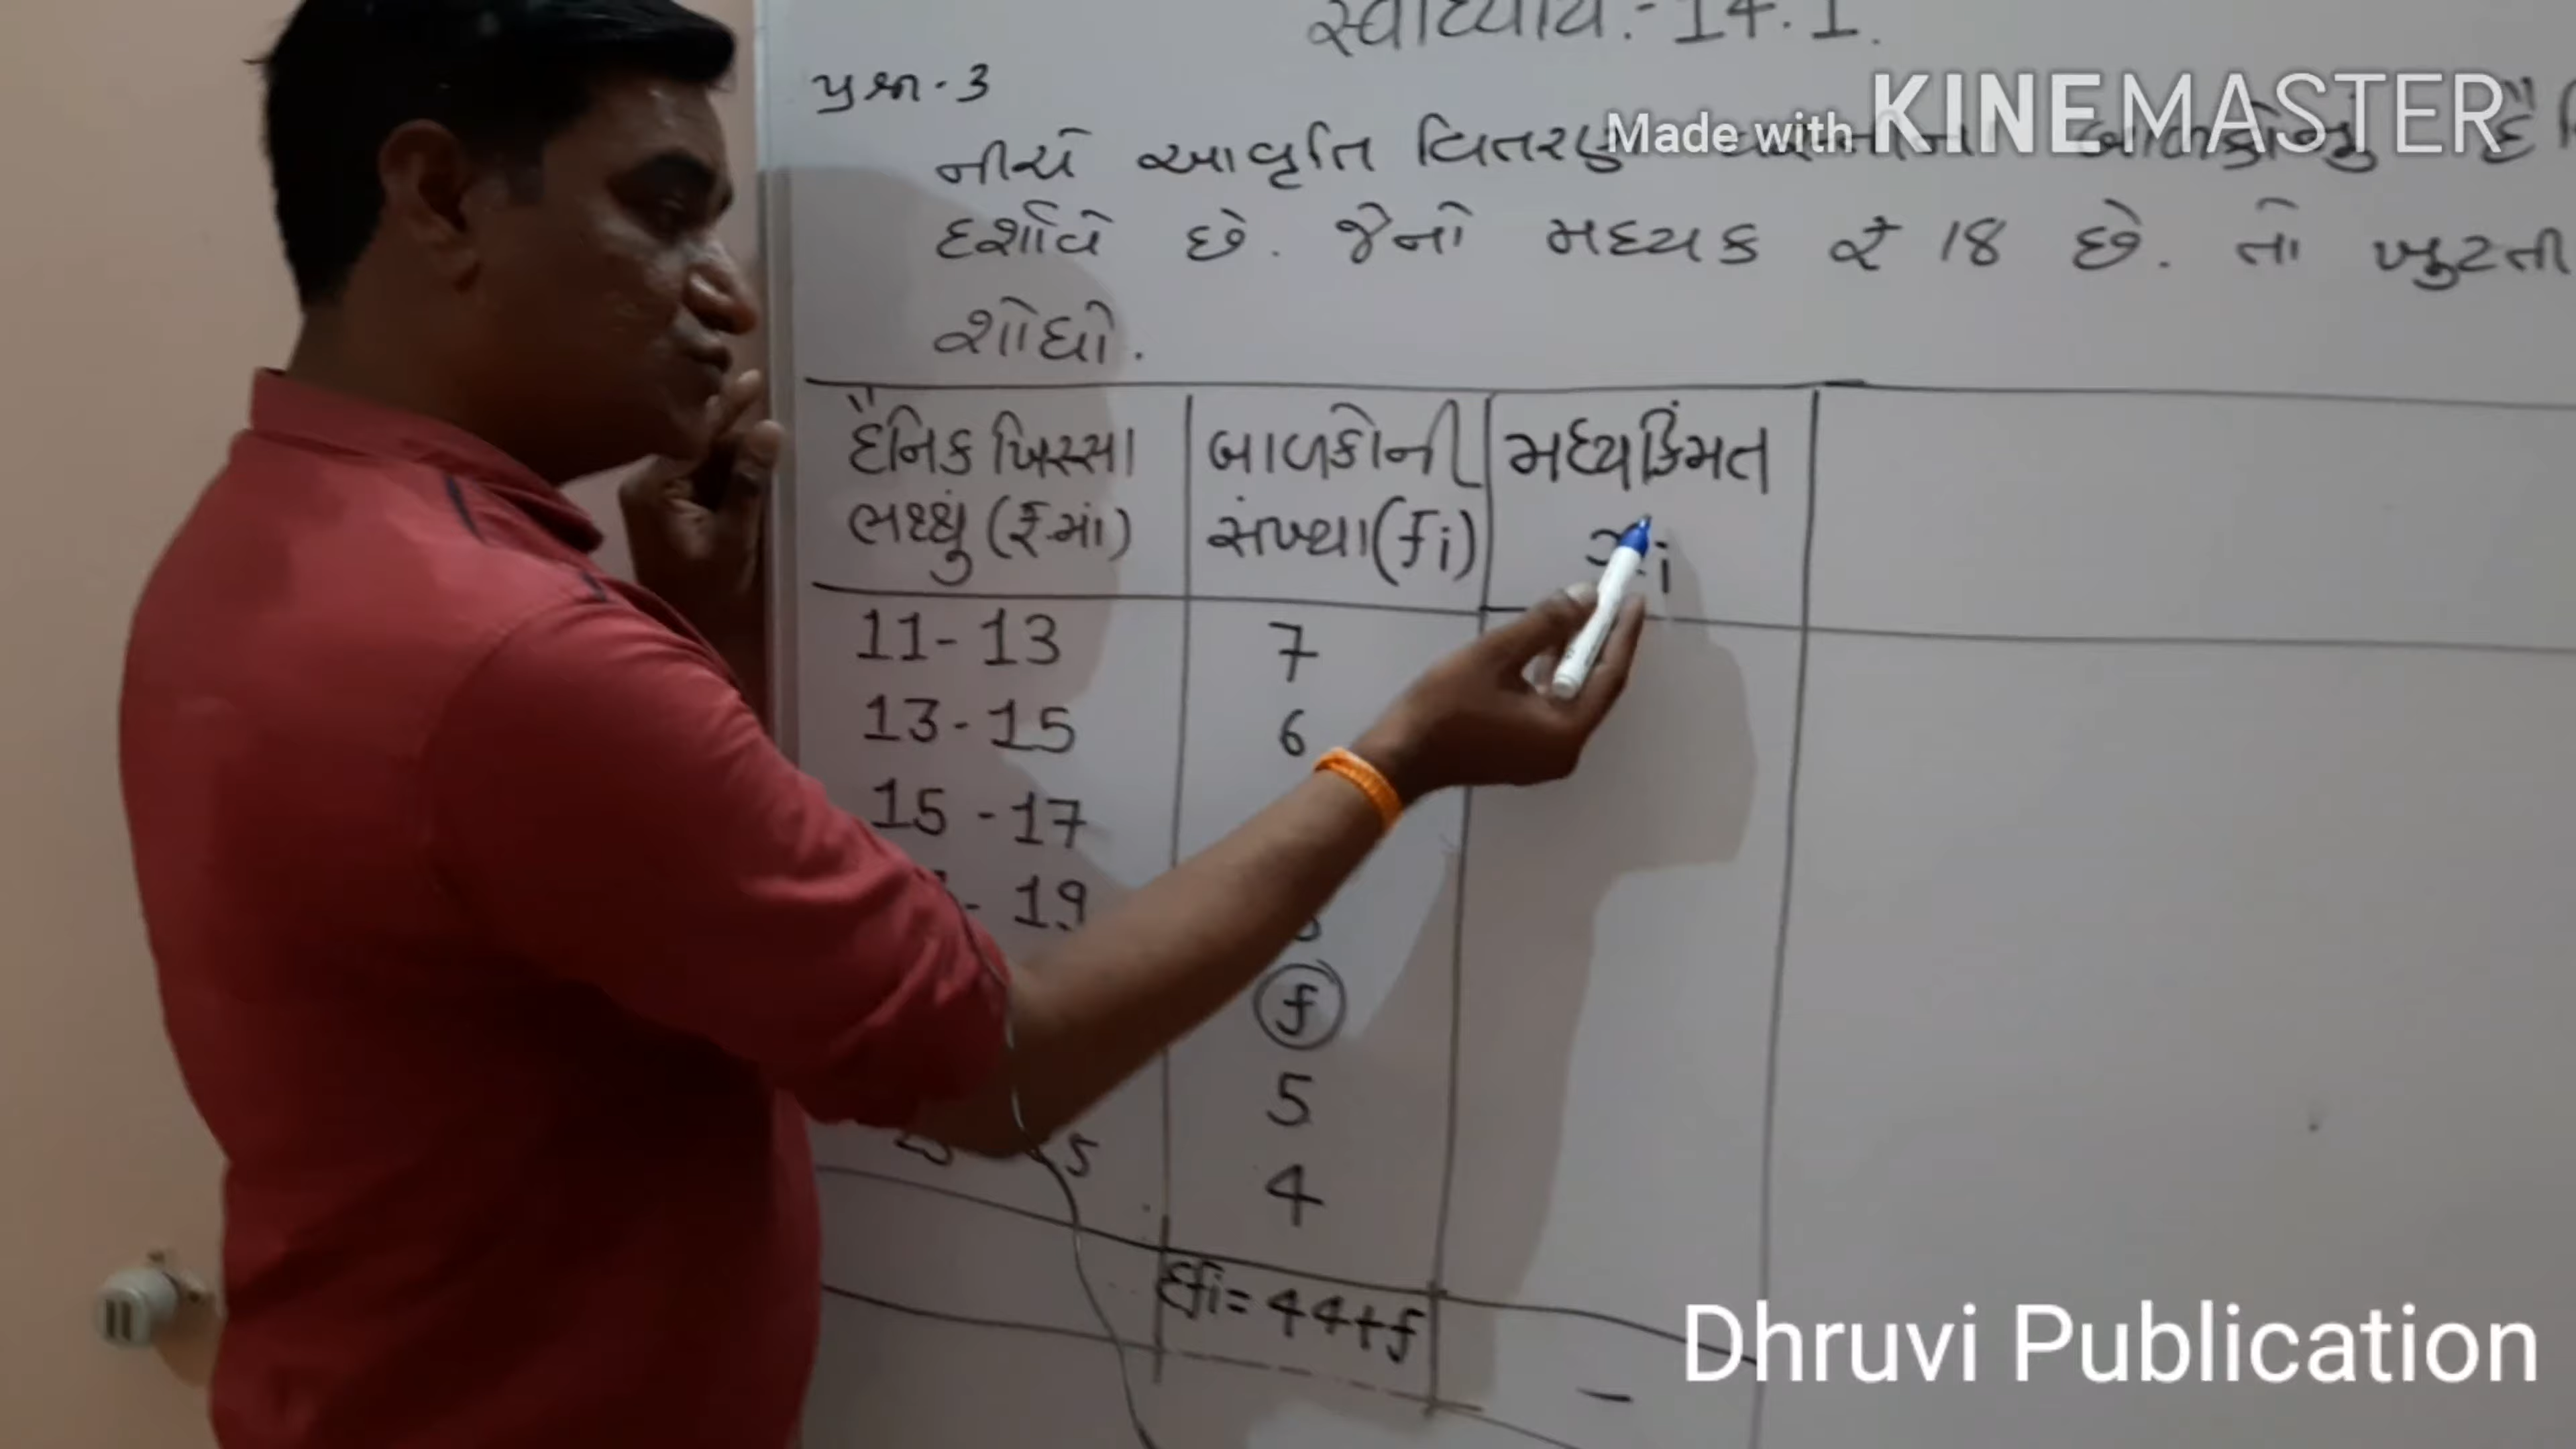 સ્વાધ્યાય:-14.1.
પ્રશ્ન-3
Made with KINEMASTER
નીચે આવૃત્તિ વિતરણ
દર્શાવે છે. જેનો મધ્યક ₹ 18 છે. તો ખુટતી
શોધો.
દૈનિક ખિસ્સા બાળકોની મધ્યકિંમત
ભથ્થું (₹માં) સંખ્યા(fi) xi
11-13 7
13-15 6
15-17
- 19
f
5
4
Σfi=44+f –
Dhruvi Publication